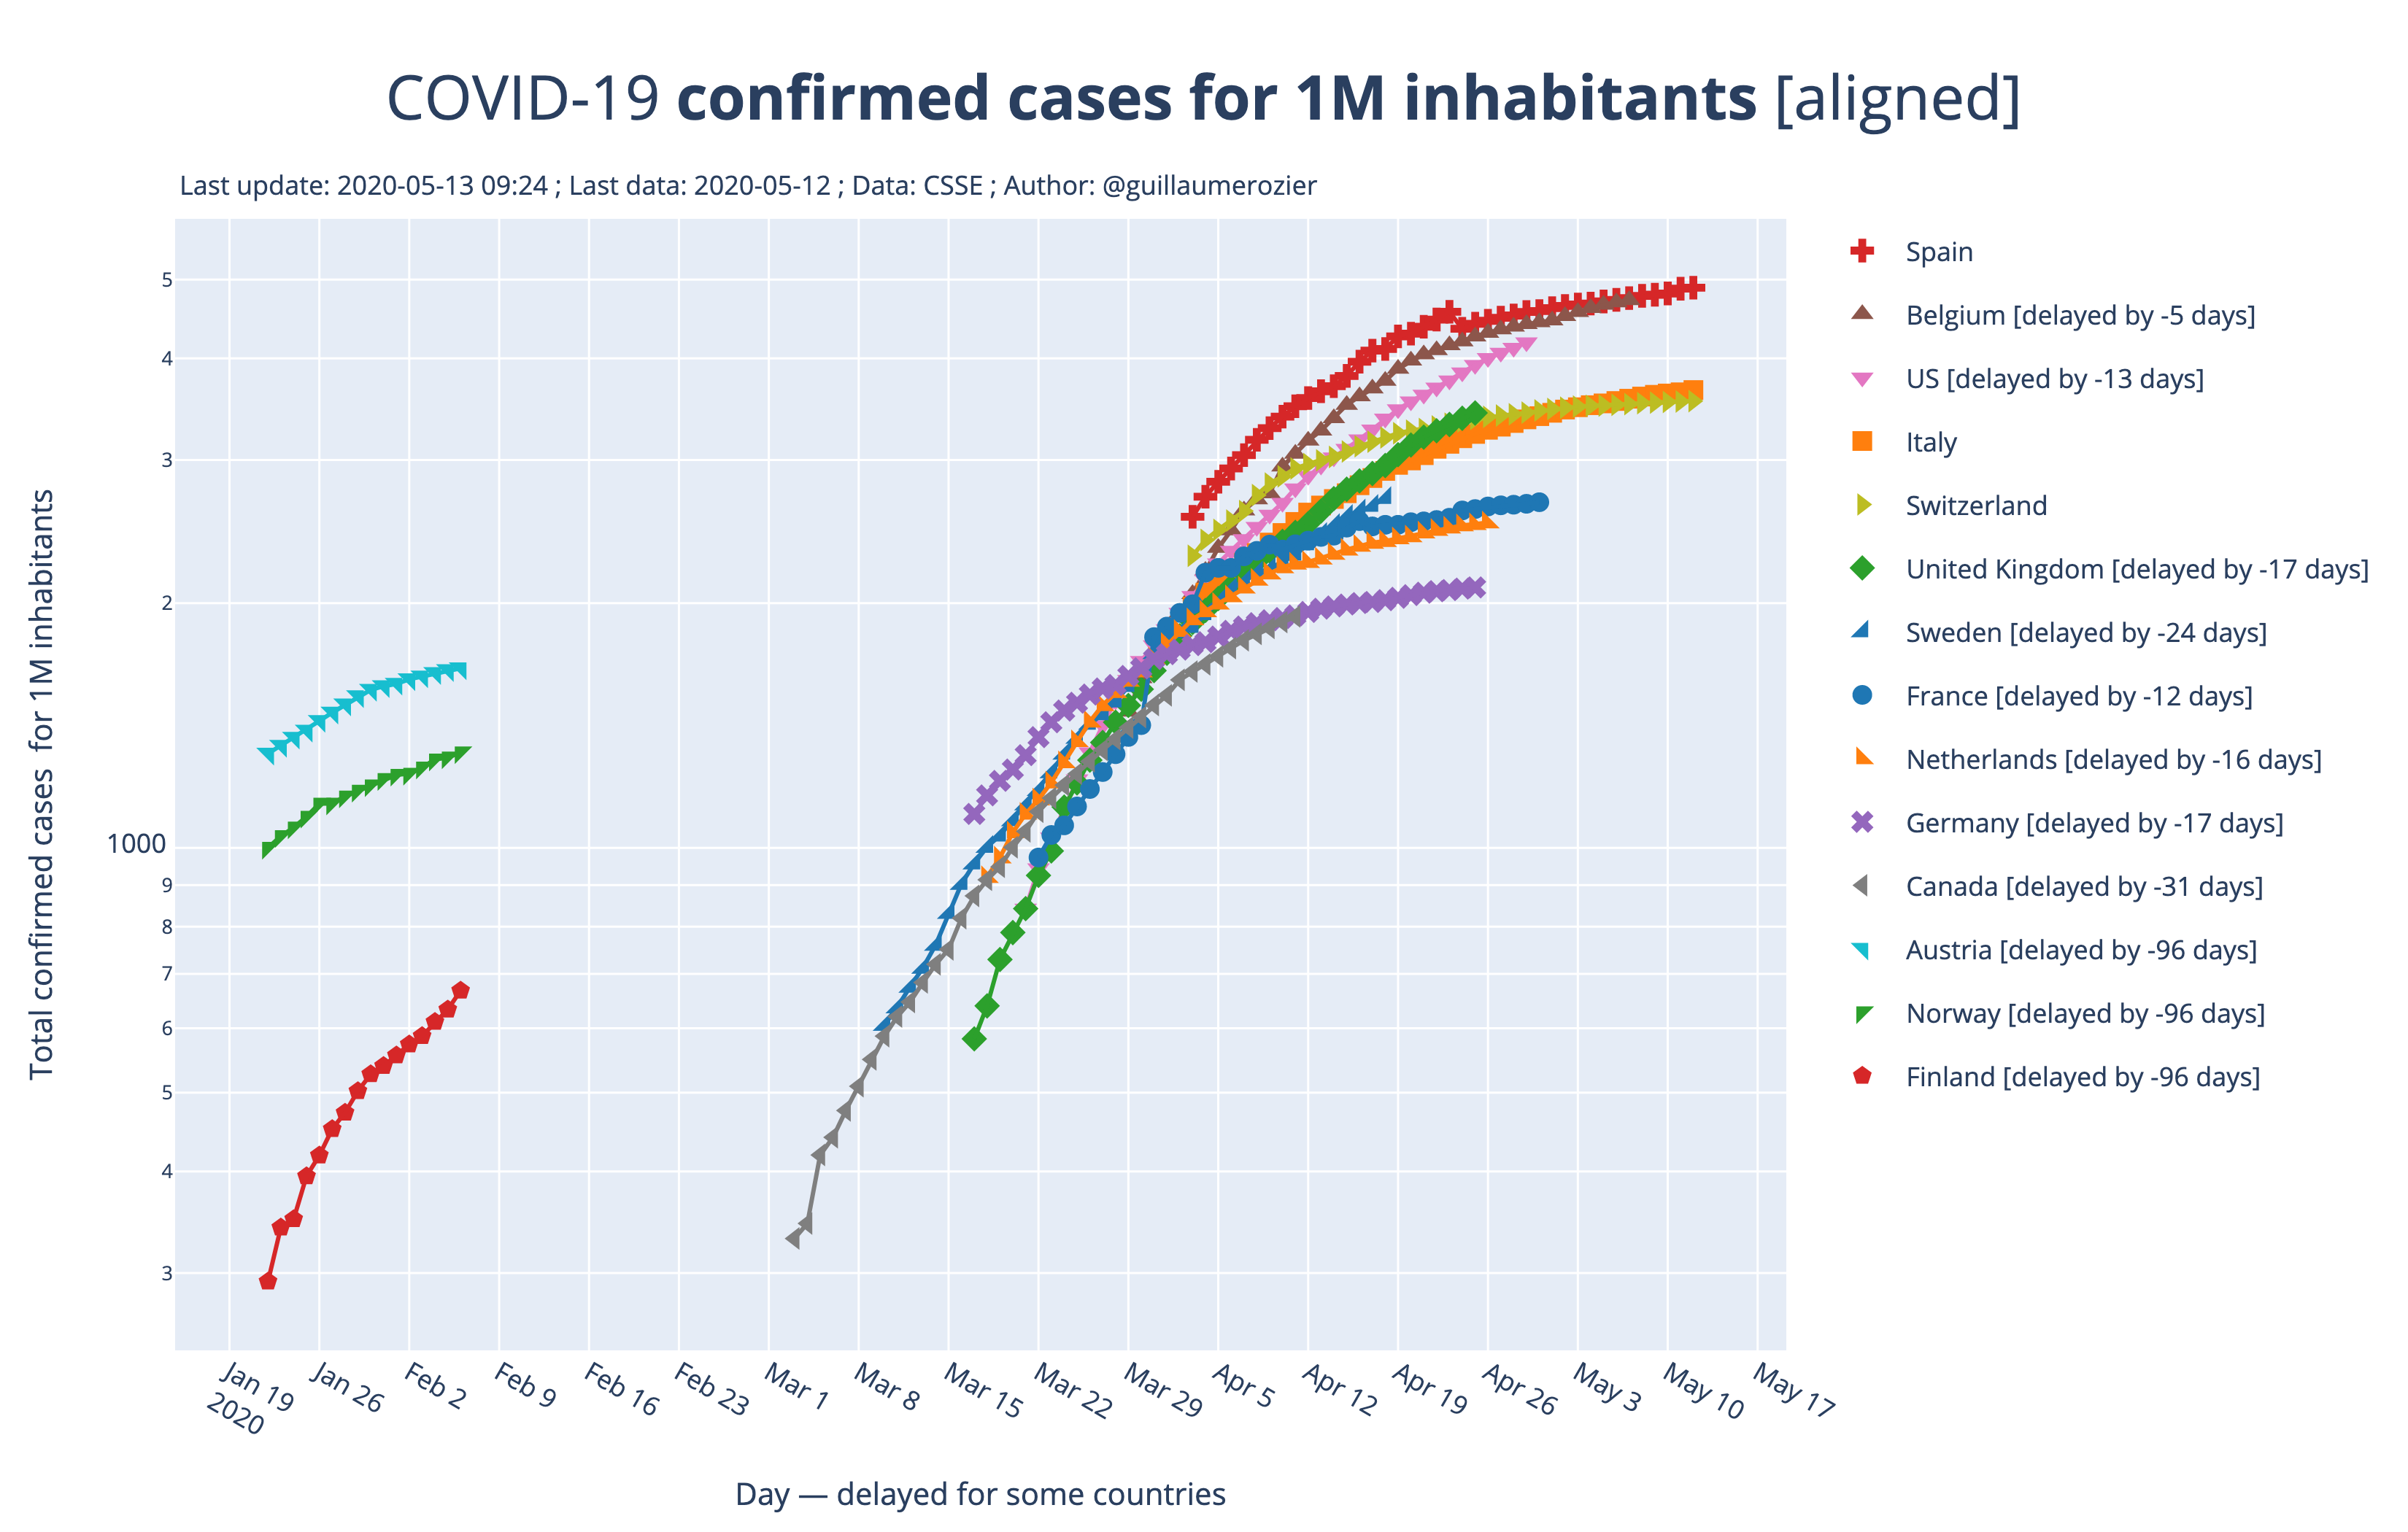 COVID-19 confirmed cases for 1M inhabitants [aligned]
Last update: 2020-05-13 09:24 ; Last data: 2020-05-12 ; Data: CSSE ; Author: @guillaumerozier
Total confirmed cases for 1M inhabitants
5
4
3
2
1000
9
8
7
6
5
4
3
Jan 19
2020
Jan 26
Feb 2
Feb 9
Feb 16
Feb 23
Mar 1
Mar 8
Mar 15
Mar 22
Mar 29
Apr 5
Apr 12
Apr 19
Apr 26
May 3
May 10
May 17
Day — delayed for some countries
Spain
Belgium [delayed by -5 days]
US [delayed by -13 days]
Italy
Switzerland
United Kingdom [delayed by -17 days]
Sweden [delayed by -24 days]
France [delayed by -12 days]
Netherlands [delayed by -16 days]
Germany [delayed by -17 days]
Canada [delayed by -31 days]
Austria [delayed by -96 days]
Norway [delayed by -96 days]
Finland [delayed by -96 days]